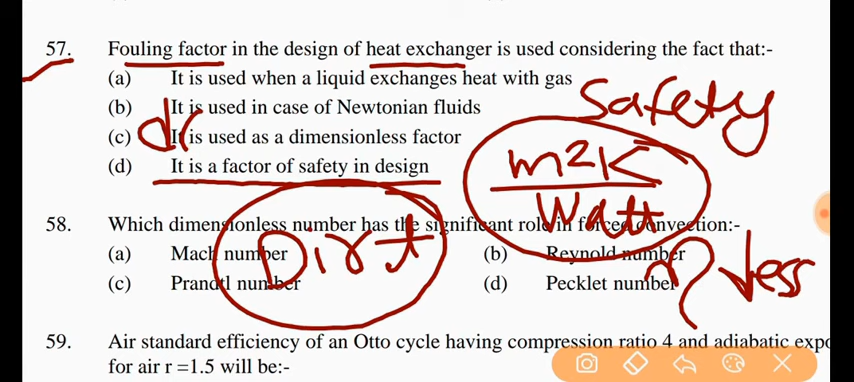 57. Fouling factor in the design of heat exchanger is used considering the fact that:-
(a) It is used when a liquid exchanges heat with gas
Safety
(b) It is used in case of Newtonian fluids
dr
(c) It is used as a dimensionless factor
(d) It is a factor of safety in design
m2K
Watt
58. Which dimensionless number has the significant role in forced convection:-
Dirt
(a) Mach number (b) Reynold number
η less
(c) Prandtl number (d) Pecklet number
59. Air standard efficiency of an Otto cycle having compression ratio 4 and adiabatic expo
for air r =1.5 will be:-